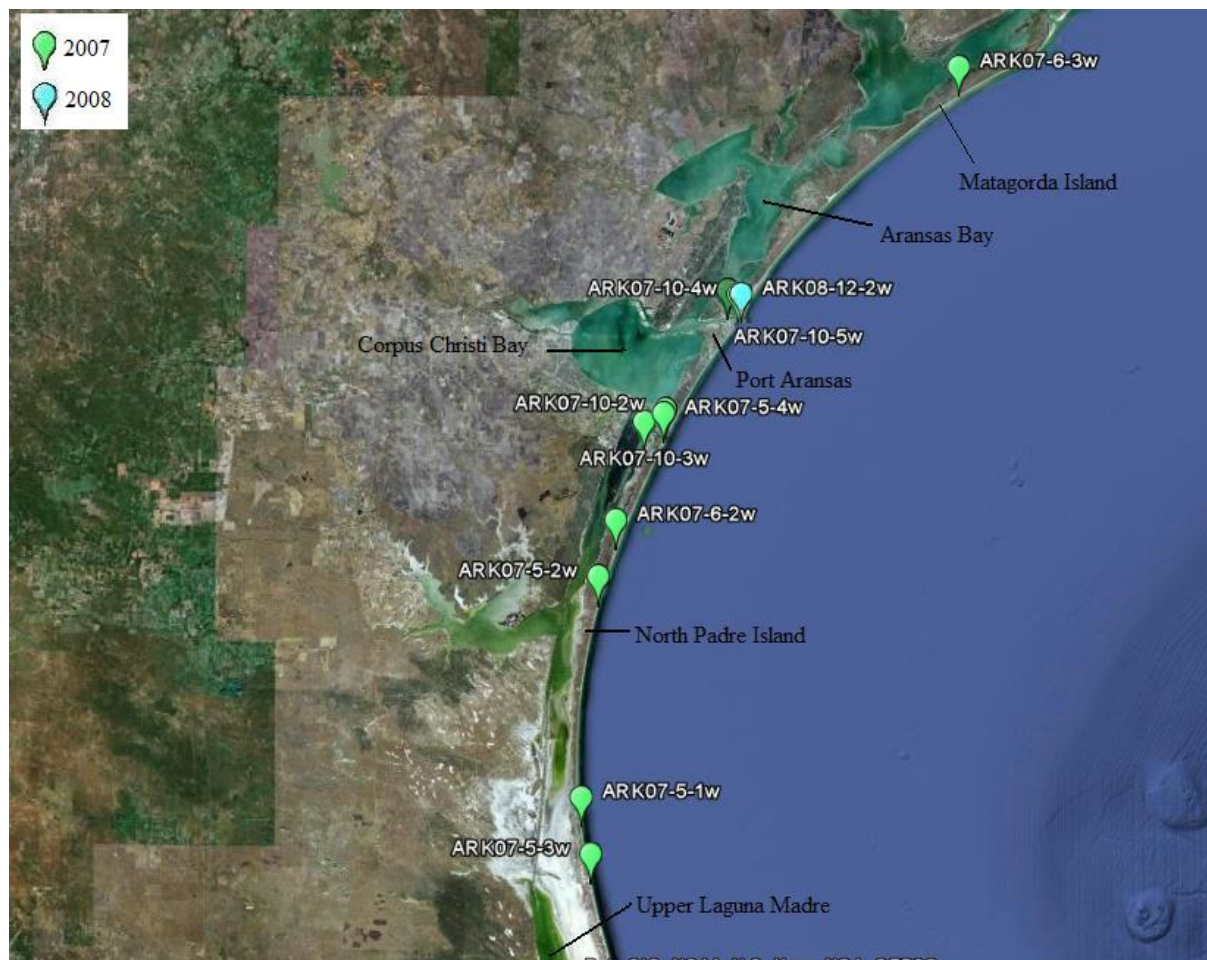 2007
2008
ARK07-6-3w
Matagorda Island
Aransas Bay
ARK07-10-4w
ARK08-12-2w
ARK07-10-5w
Corpus Christi Bay
Port Aransas
ARK07-10-2w
ARK07-5-4w
ARK07-10-3w
ARK07-6-2w
ARK07-5-2w
North Padre Island
ARK07-5-1w
ARK07-5-3w
Upper Laguna Madre